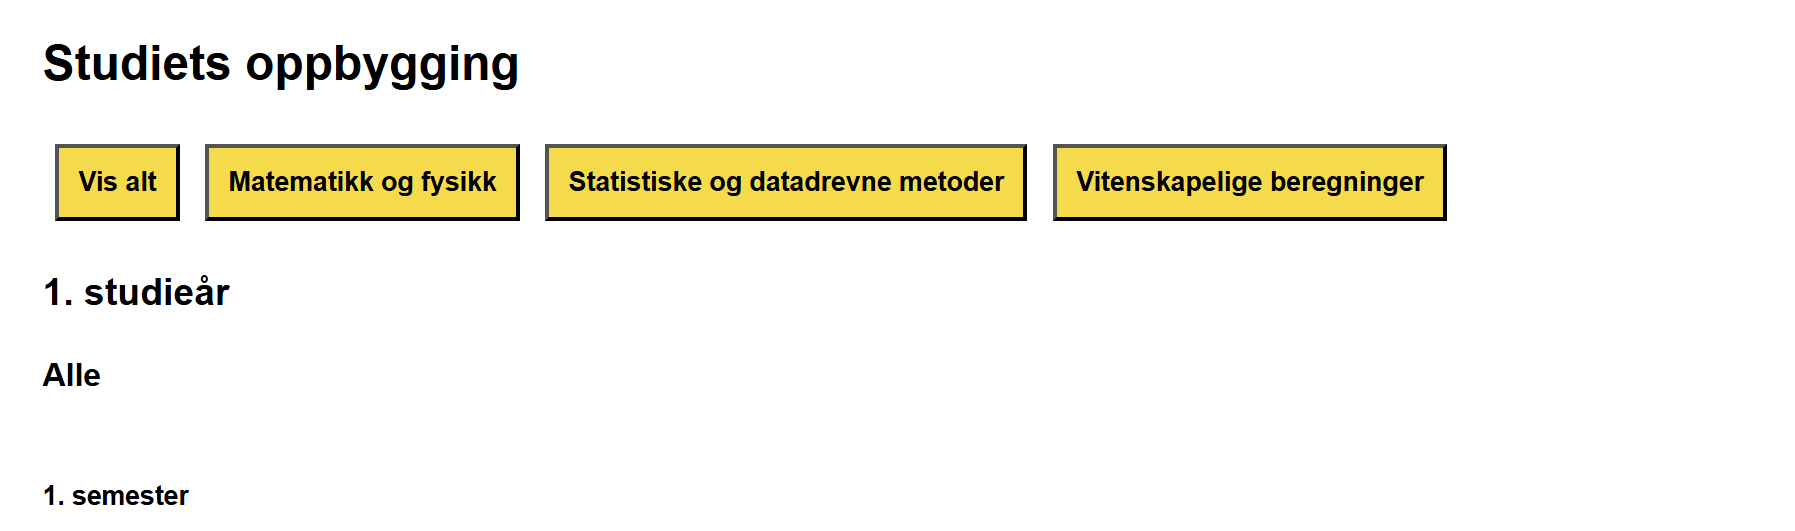 Studiets oppbygging
Vis alt Matematikk og fysikk Statistiske og datadrevne metoder Vitenskapelige beregninger
1. studieår
Alle
1. semester